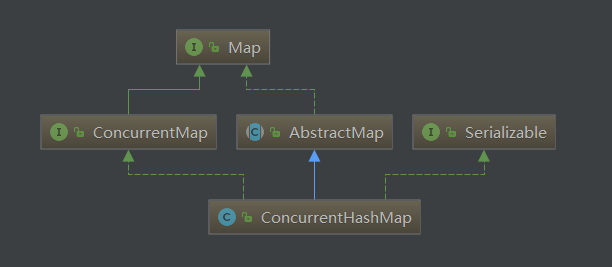 I Map
I ConcurrentMap
C AbstractMap
I Serializable
C ConcurrentHashMap